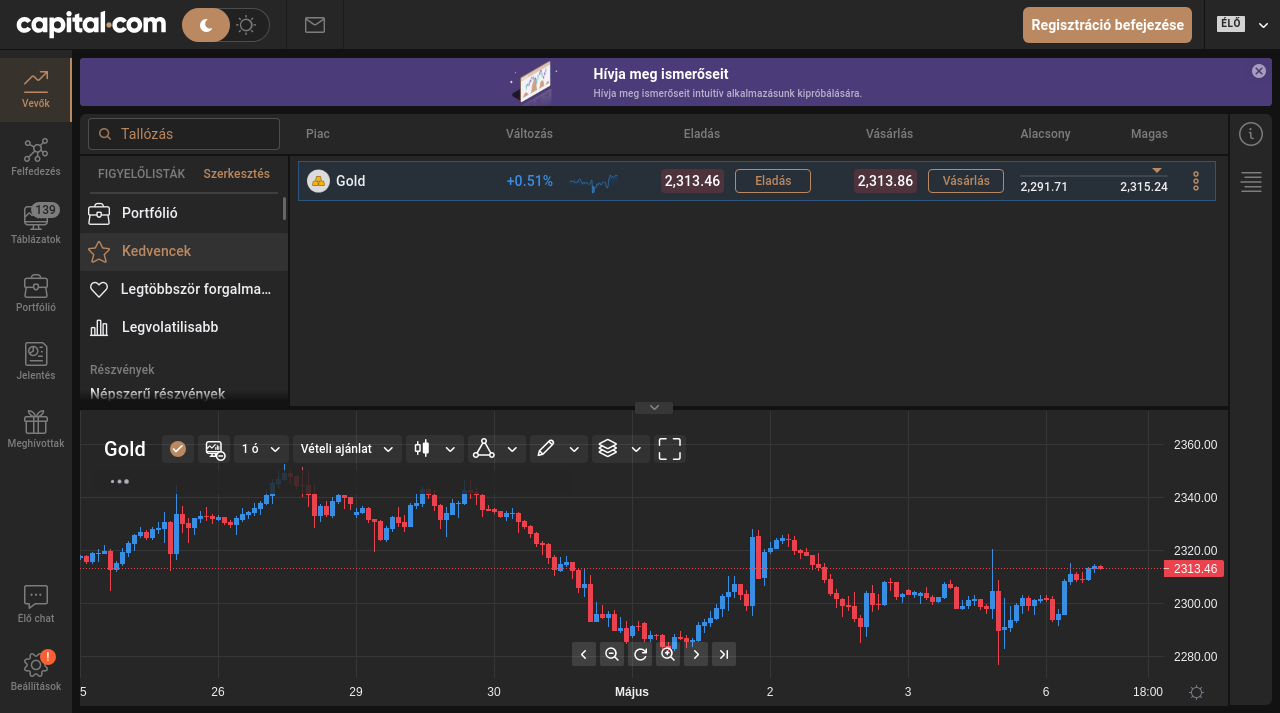 capital.com
Regisztráció befejezése
ÉLŐ
Hívja meg ismerőseit
Hívja meg ismerőseit intuitív alkalmazásunk kipróbálására.
Vevők
Felfedezés
139
Táblázatok
Portfólió
Jelentés
Meghívottak
Élő chat
!
Beállítások
Tallózás
FIGYELŐLISTÁK Szerkesztés
Portfólió
Kedvencek
Legtöbbször forgalma...
Legvolatilisabb
Részvények
Népszerű részvények
Piac Változás Eladás Vásárlás Alacsony Magas
Gold +0.51% 2,313.46 Eladás 2,313.86 Vásárlás 2,291.71 2,315.24
Gold 1 ó Vételi ajánlat
2360.00
2340.00
2320.00
2313.46
2300.00
2280.00
5 26 29 30 Május 2 3 6 18:00